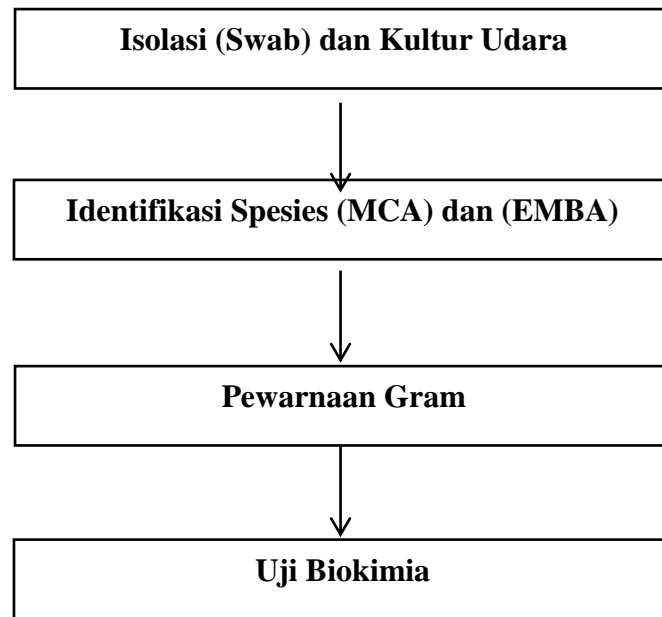 Isolasi (Swab) dan Kultur Udara
Identifikasi Spesies (MCA) dan (EMBA)
Pewarnaan Gram
Uji Biokimia